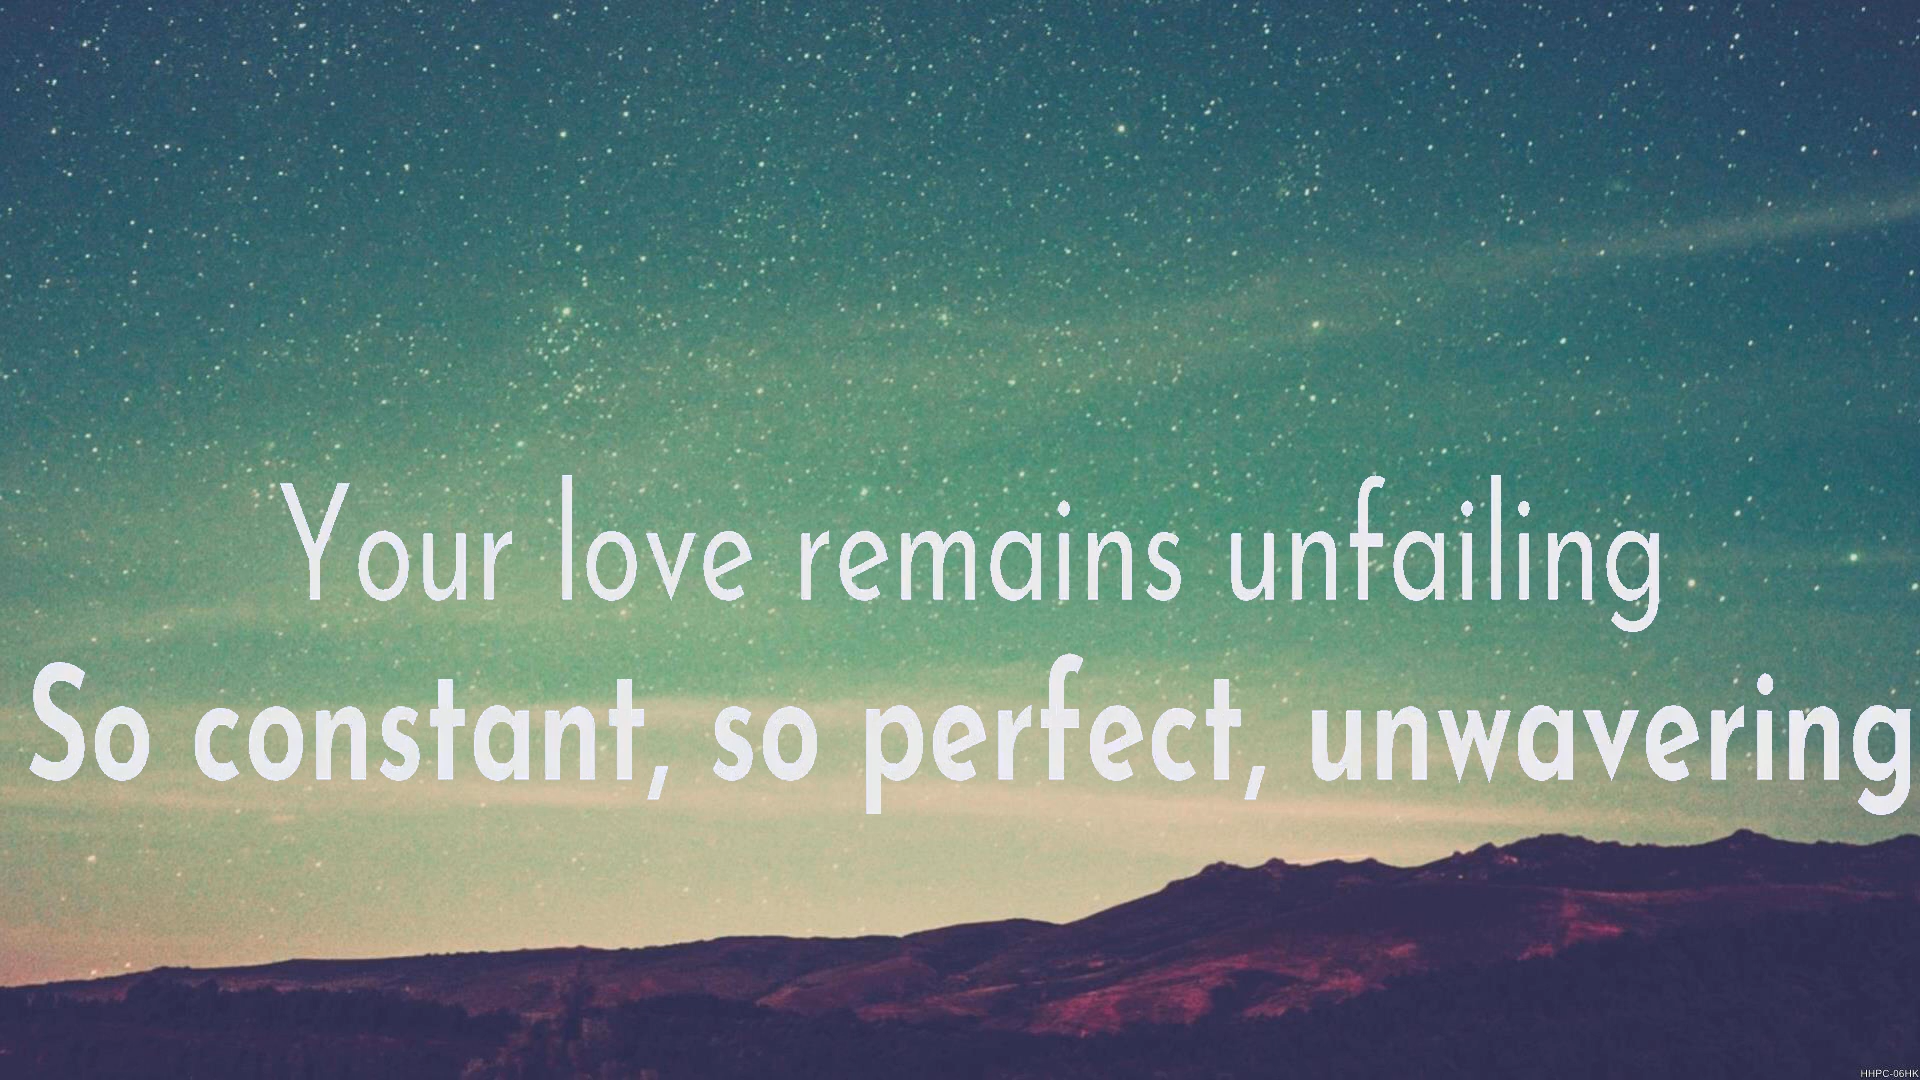 Your love remains unfailing
So constant, so perfect, unwavering
HHPC-06HK